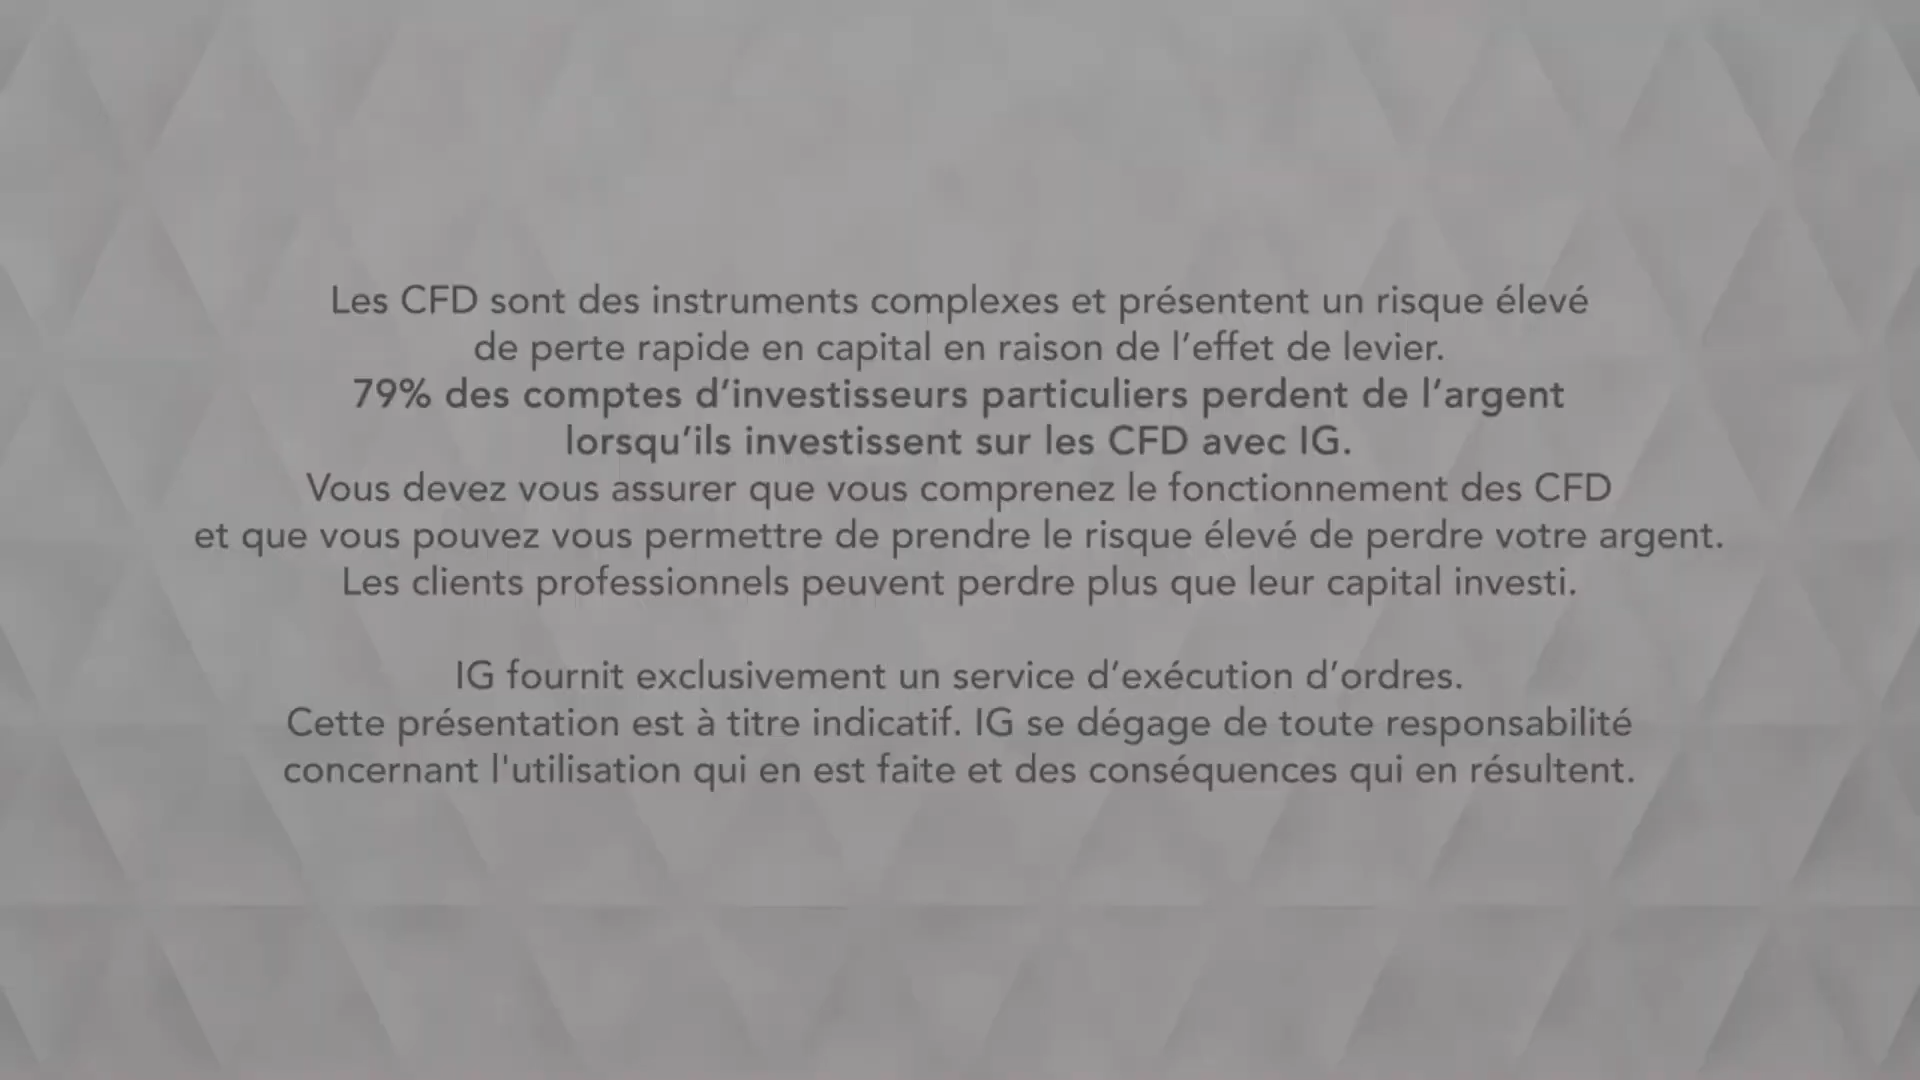 Les CFD sont des instruments complexes et présentent un risque élevé
de perte rapide en capital en raison de l’effet de levier.
79% des comptes d’investisseurs particuliers perdent de l’argent
lorsqu’ils investissent sur les CFD avec IG.
Vous devez vous assurer que vous comprenez le fonctionnement des CFD
et que vous pouvez vous permettre de prendre le risque élevé de perdre votre argent.
Les clients professionnels peuvent perdre plus que leur capital investi.
IG fournit exclusivement un service d’exécution d’ordres.
Cette présentation est à titre indicatif. IG se dégage de toute responsabilité
concernant l'utilisation qui en est faite et des conséquences qui en résultent.